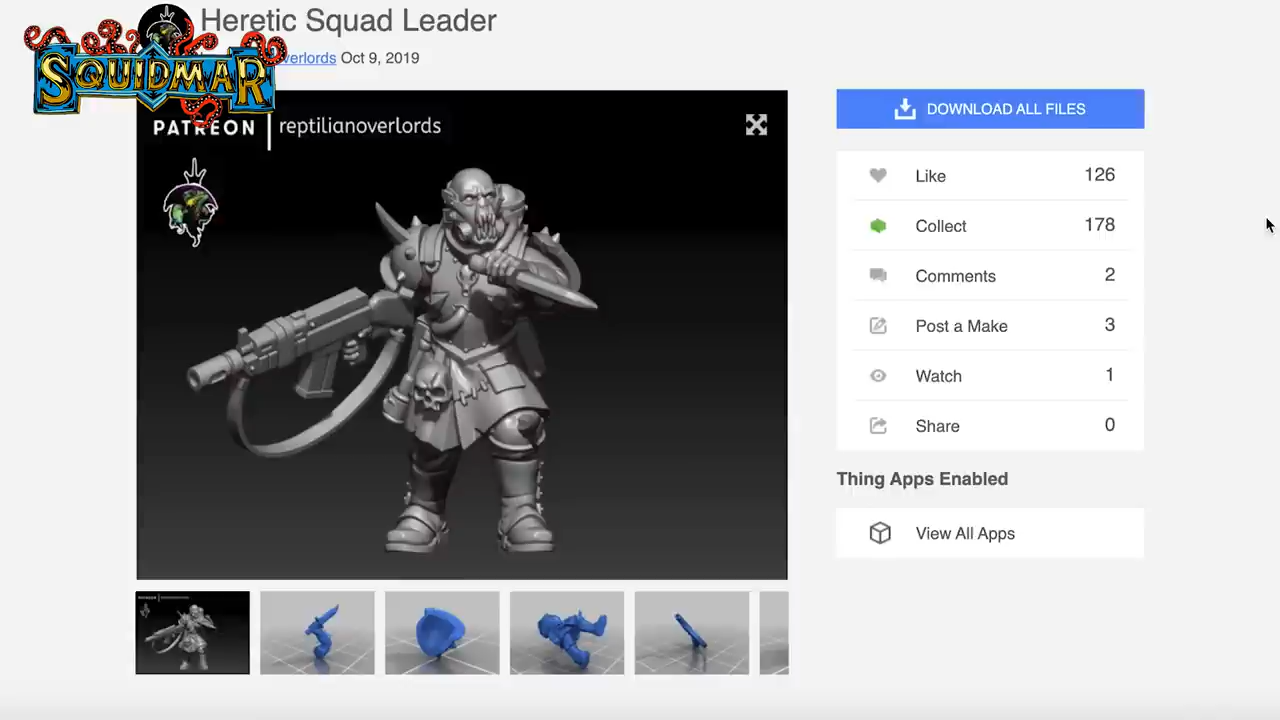 Heretic Squad Leader
SQUIDMAR
verlords Oct 9, 2019
PATREON | reptilianoverlords
DOWNLOAD ALL FILES
Like 126
Collect 178
Comments 2
Post a Make 3
Watch 1
Share 0
Thing Apps Enabled
View All Apps